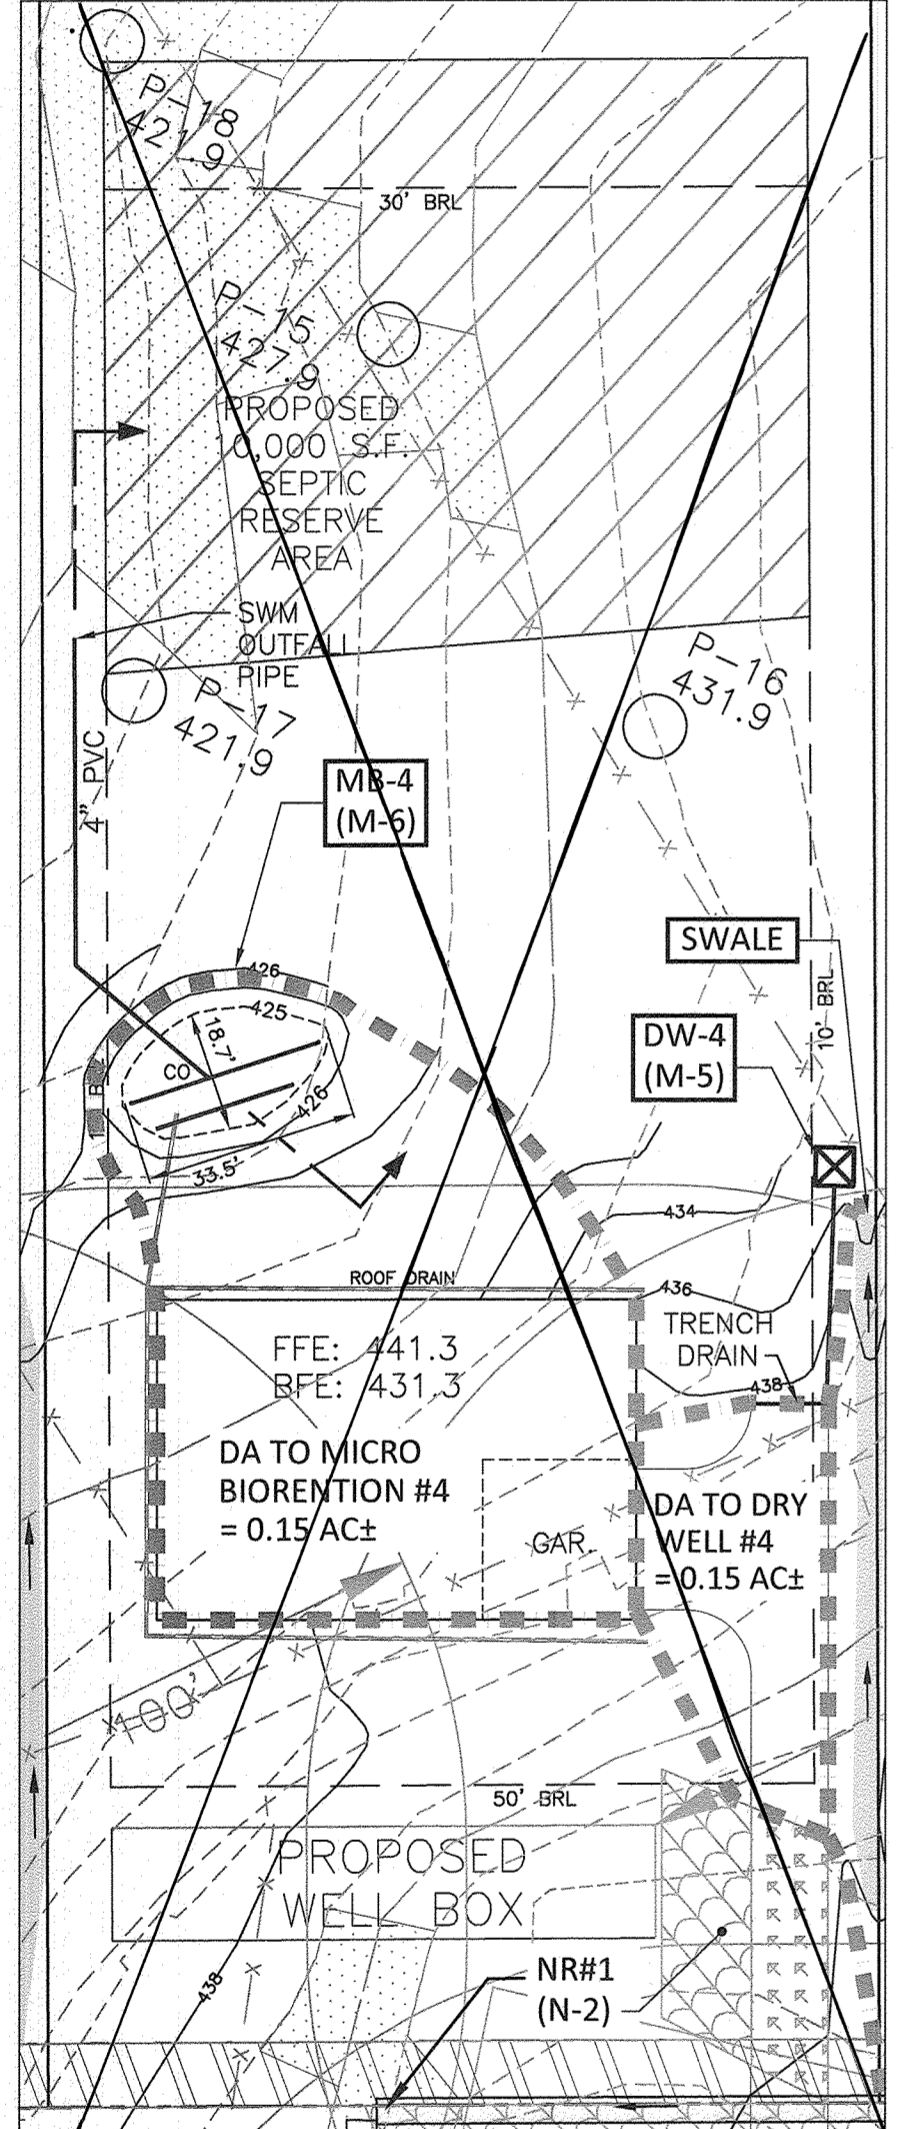 P-18
421.9
30' BRL
P-15
427.9
PROPOSED
10,000 S.F.
SEPTIC
RESERVE
AREA
SWM
OUTFALL
PIPE
P-17
421.9
P-16
431.9
4" PVC
MB-4
(M-6)
SWALE
10' BRL
DW-4
(M-5)
426
425
18.7'
CO
426
33.5'
434
ROOF DRAIN
436
TRENCH
DRAIN
438
FFE: 441.3
BFE: 431.3
DA TO MICRO
BIORENTION #4
= 0.15 AC±
GAR.
DA TO DRY
WELL #4
= 0.15 AC±
100'
50' BRL
PROPOSED
WELL BOX
438
NR#1
(N-2)